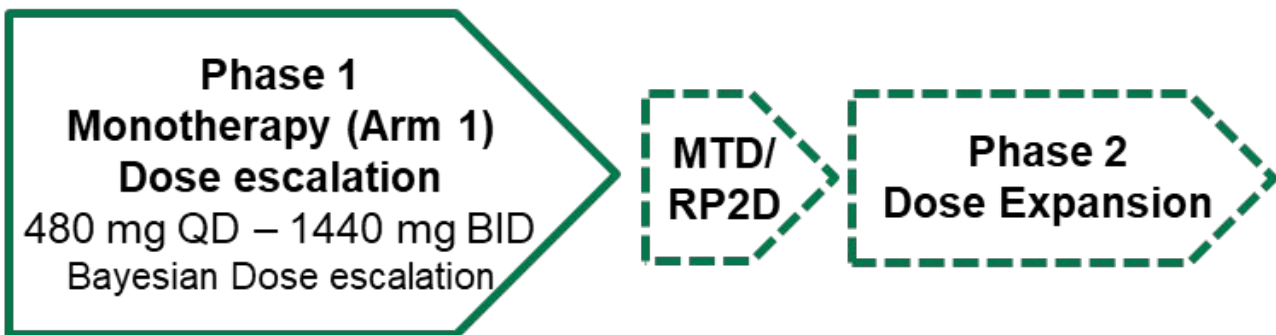 Phase 1
Monotherapy (Arm 1)
Dose escalation
480 mg QD – 1440 mg BID
Bayesian Dose escalation
MTD/
RP2D
Phase 2
Dose Expansion